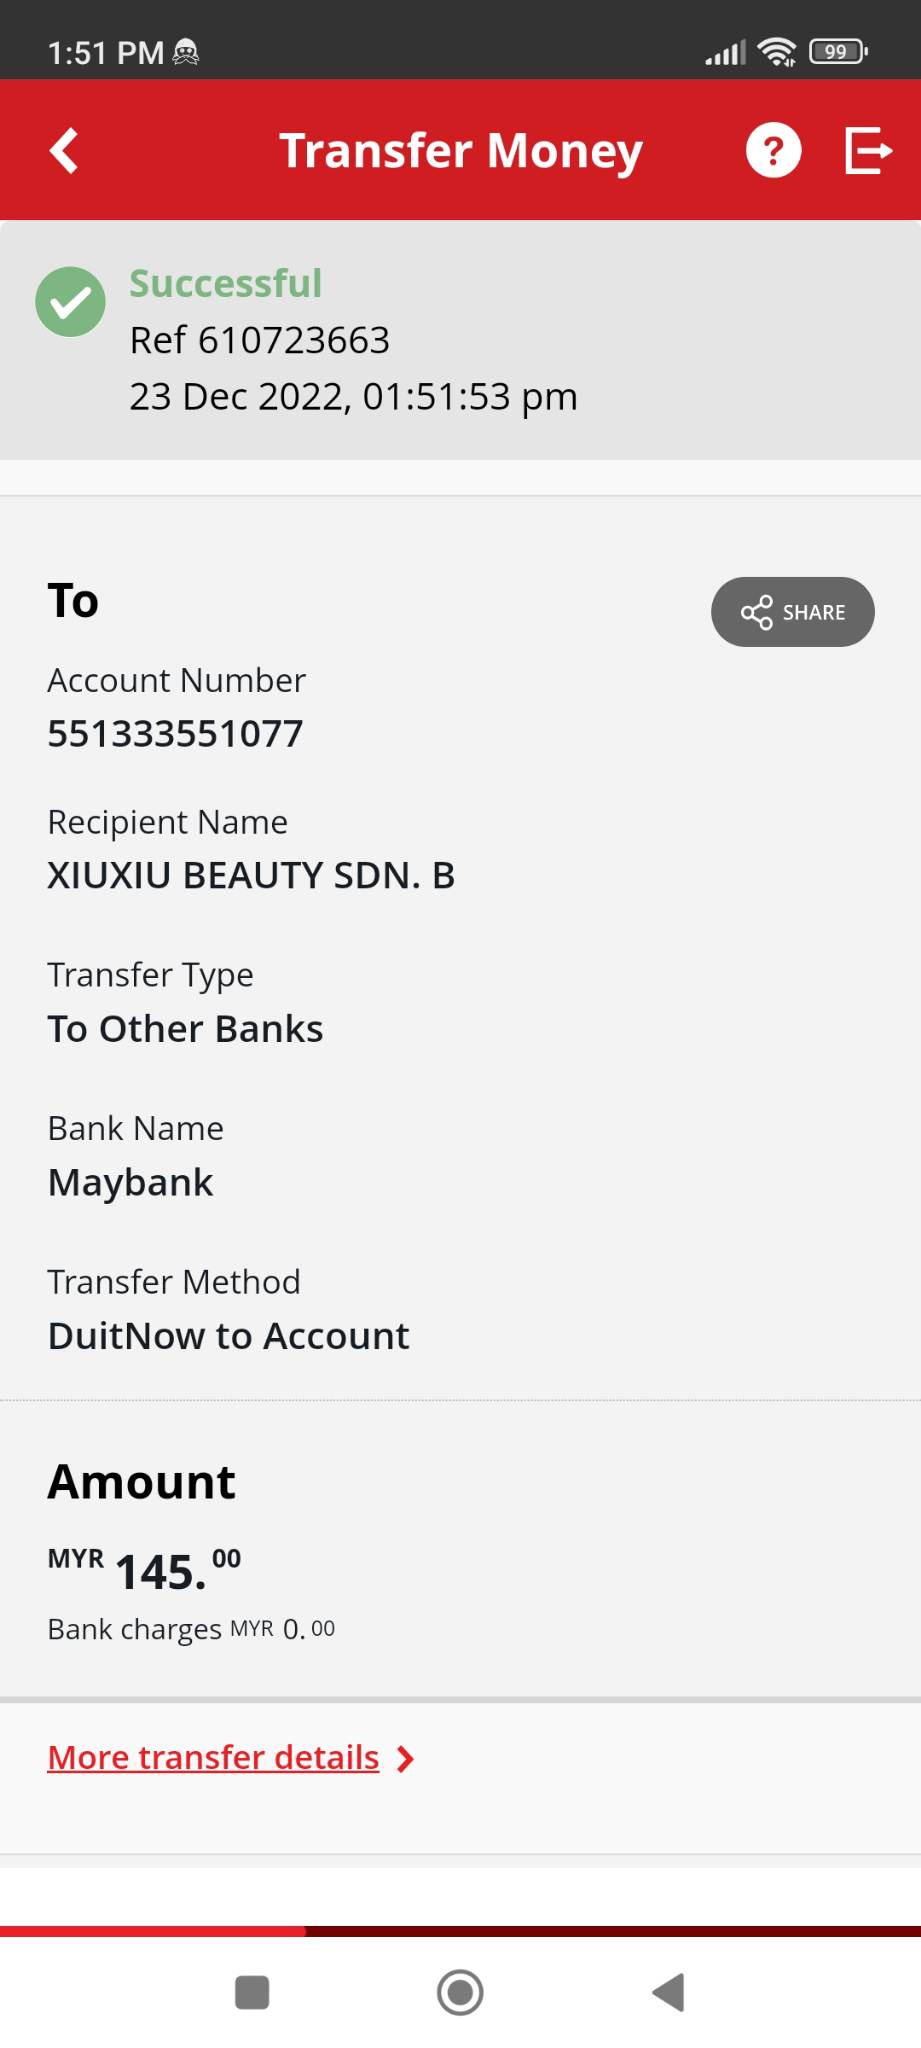 1:51 PM
99
Transfer Money
?
Successful
Ref 610723663
23 Dec 2022, 01:51:53 pm
To
SHARE
Account Number
551333551077
Recipient Name
XIUXIU BEAUTY SDN. B
Transfer Type
To Other Banks
Bank Name
Maybank
Transfer Method
DuitNow to Account
Amount
MYR 145.00
Bank charges MYR 0.00
More transfer details